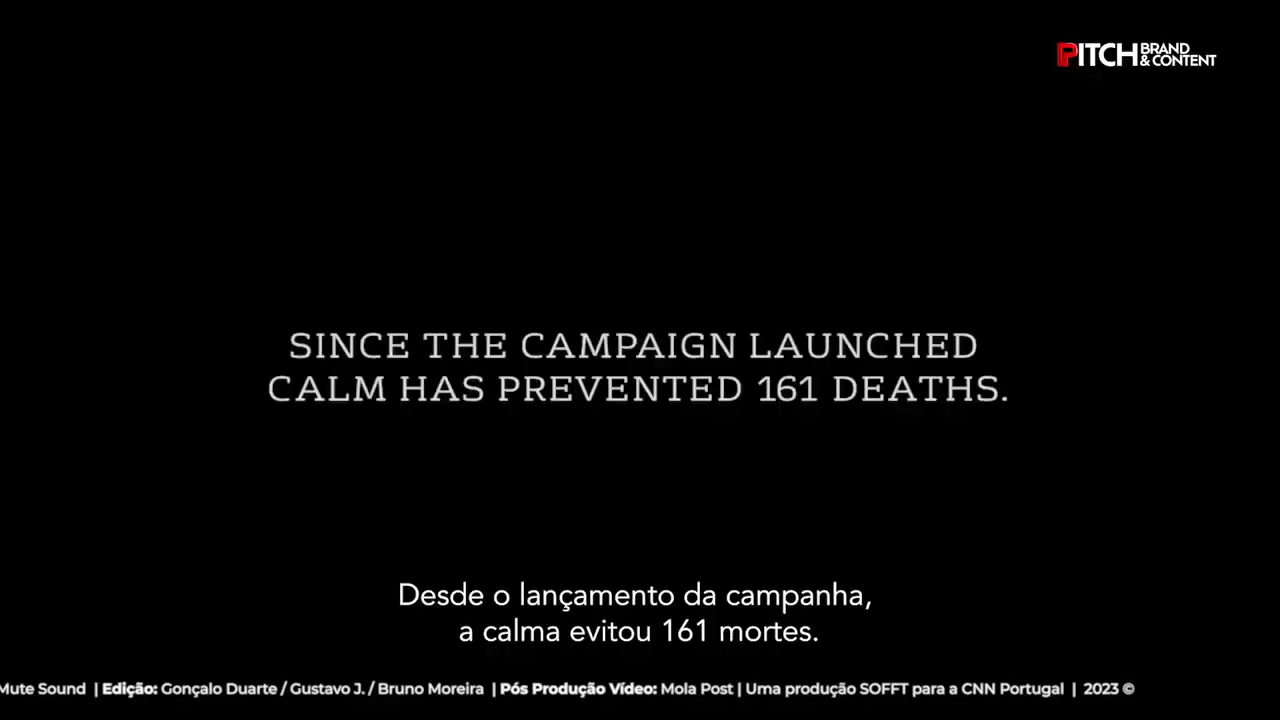 PITCH BRAND
& CONTENT
SINCE THE CAMPAIGN LAUNCHED
CALM HAS PREVENTED 161 DEATHS.
Desde o lançamento da campanha,
a calma evitou 161 mortes.
Mute Sound | Edição: Gonçalo Duarte / Gustavo J. / Bruno Moreira | Pós Produção Vídeo: Mola Post | Uma produção SOFFT para a CNN Portugal | 2023 ©